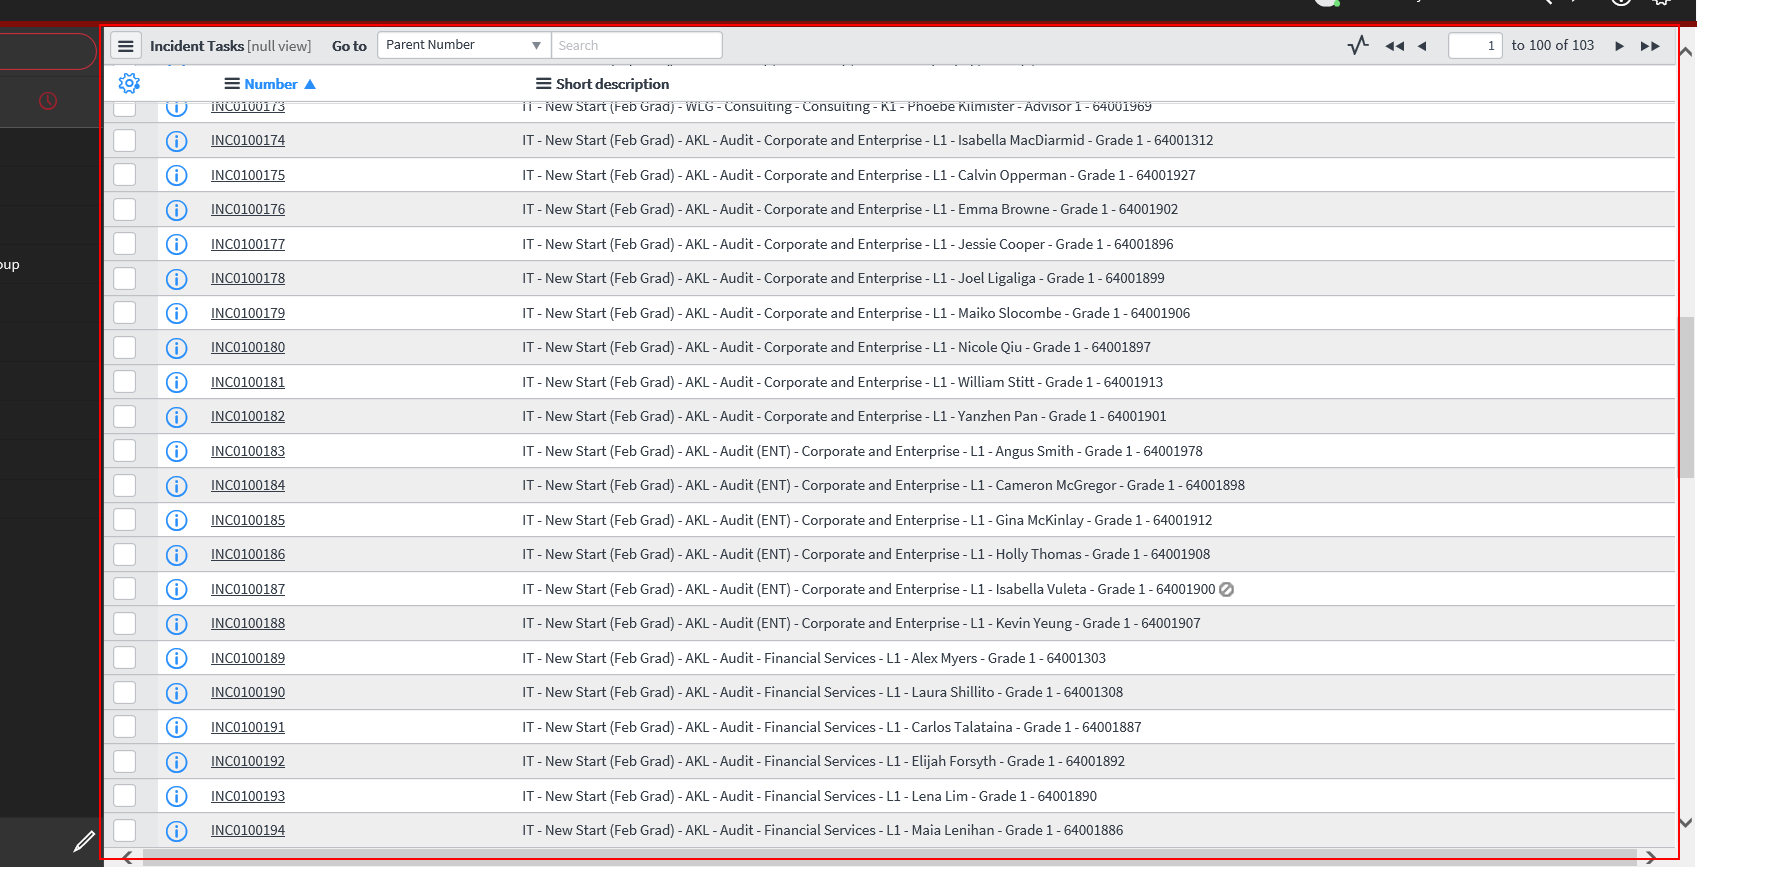 Incident Tasks [null view] Go to Parent Number Search 1 to 100 of 103
Number Short description
INC0100173 IT - New Start (Feb Grad) - WLG - Consulting - Consulting - K1 - Phoebe Kilmister - Advisor 1 - 64001969
INC0100174 IT - New Start (Feb Grad) - AKL - Audit - Corporate and Enterprise - L1 - Isabella MacDiarmid - Grade 1 - 64001312
INC0100175 IT - New Start (Feb Grad) - AKL - Audit - Corporate and Enterprise - L1 - Calvin Opperman - Grade 1 - 64001927
INC0100176 IT - New Start (Feb Grad) - AKL - Audit - Corporate and Enterprise - L1 - Emma Browne - Grade 1 - 64001902
INC0100177 IT - New Start (Feb Grad) - AKL - Audit - Corporate and Enterprise - L1 - Jessie Cooper - Grade 1 - 64001896
oup
INC0100178 IT - New Start (Feb Grad) - AKL - Audit - Corporate and Enterprise - L1 - Joel Ligaliga - Grade 1 - 64001899
INC0100179 IT - New Start (Feb Grad) - AKL - Audit - Corporate and Enterprise - L1 - Maiko Slocombe - Grade 1 - 64001906
INC0100180 IT - New Start (Feb Grad) - AKL - Audit - Corporate and Enterprise - L1 - Nicole Qiu - Grade 1 - 64001897
INC0100181 IT - New Start (Feb Grad) - AKL - Audit - Corporate and Enterprise - L1 - William Stitt - Grade 1 - 64001913
INC0100182 IT - New Start (Feb Grad) - AKL - Audit - Corporate and Enterprise - L1 - Yanzhen Pan - Grade 1 - 64001901
INC0100183 IT - New Start (Feb Grad) - AKL - Audit (ENT) - Corporate and Enterprise - L1 - Angus Smith - Grade 1 - 64001978
INC0100184 IT - New Start (Feb Grad) - AKL - Audit (ENT) - Corporate and Enterprise - L1 - Cameron McGregor - Grade 1 - 64001898
INC0100185 IT - New Start (Feb Grad) - AKL - Audit (ENT) - Corporate and Enterprise - L1 - Gina McKinlay - Grade 1 - 64001912
INC0100186 IT - New Start (Feb Grad) - AKL - Audit (ENT) - Corporate and Enterprise - L1 - Holly Thomas - Grade 1 - 64001908
INC0100187 IT - New Start (Feb Grad) - AKL - Audit (ENT) - Corporate and Enterprise - L1 - Isabella Vuleta - Grade 1 - 64001900
INC0100188 IT - New Start (Feb Grad) - AKL - Audit (ENT) - Corporate and Enterprise - L1 - Kevin Yeung - Grade 1 - 64001907
INC0100189 IT - New Start (Feb Grad) - AKL - Audit - Financial Services - L1 - Alex Myers - Grade 1 - 64001303
INC0100190 IT - New Start (Feb Grad) - AKL - Audit - Financial Services - L1 - Laura Shillito - Grade 1 - 64001308
INC0100191 IT - New Start (Feb Grad) - AKL - Audit - Financial Services - L1 - Carlos Talataina - Grade 1 - 64001887
INC0100192 IT - New Start (Feb Grad) - AKL - Audit - Financial Services - L1 - Elijah Forsyth - Grade 1 - 64001892
INC0100193 IT - New Start (Feb Grad) - AKL - Audit - Financial Services - L1 - Lena Lim - Grade 1 - 64001890
INC0100194 IT - New Start (Feb Grad) - AKL - Audit - Financial Services - L1 - Maia Lenihan - Grade 1 - 64001886